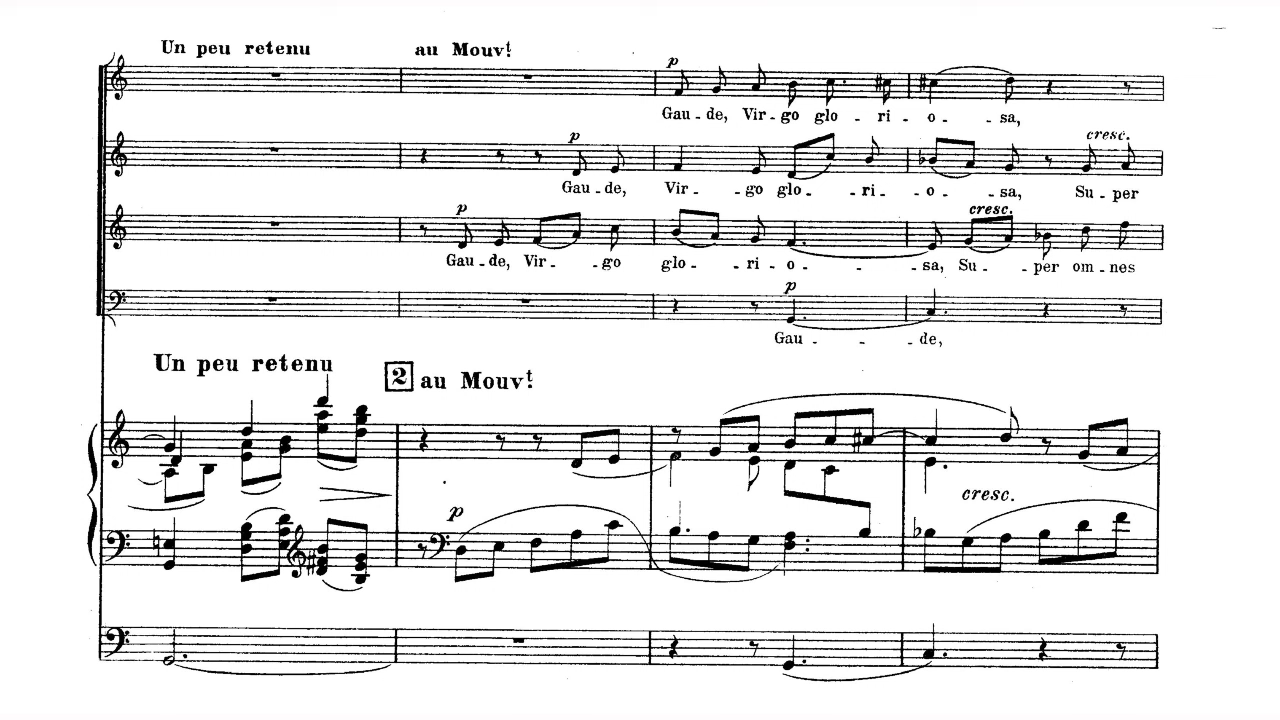 Un peu retenu au Mouvt
p
Gau-de, Vir-go glo-ri-o-sa,
p cresc.
Gau-de, Vir-go glo-ri-o-sa, Su-per
p cresc.
Gau-de, Vir-go glo-ri-o-sa, Su-per om-nes
p
Gau-de,
Un peu retenu 2 au Mouvt
cresc.
p